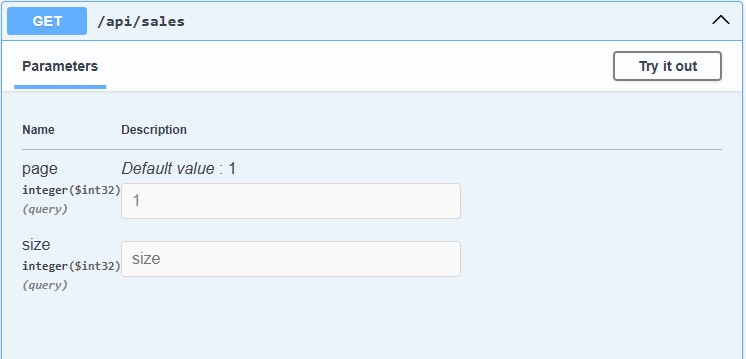 GET /api/sales
Parameters Try it out
Name Description
page Default value : 1
integer($int32) 1
(query)
size
integer($int32) size
(query)